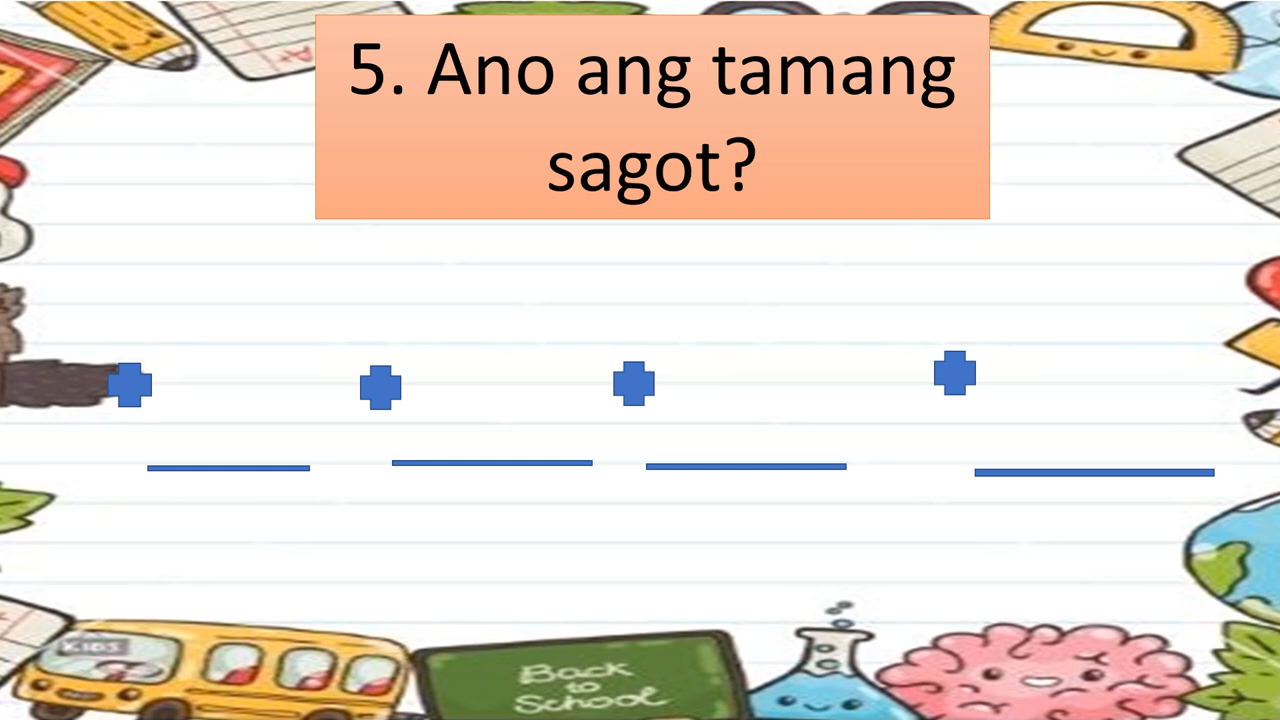 5. Ano ang tamang
sagot?
KIDS
Back
to
School
A+